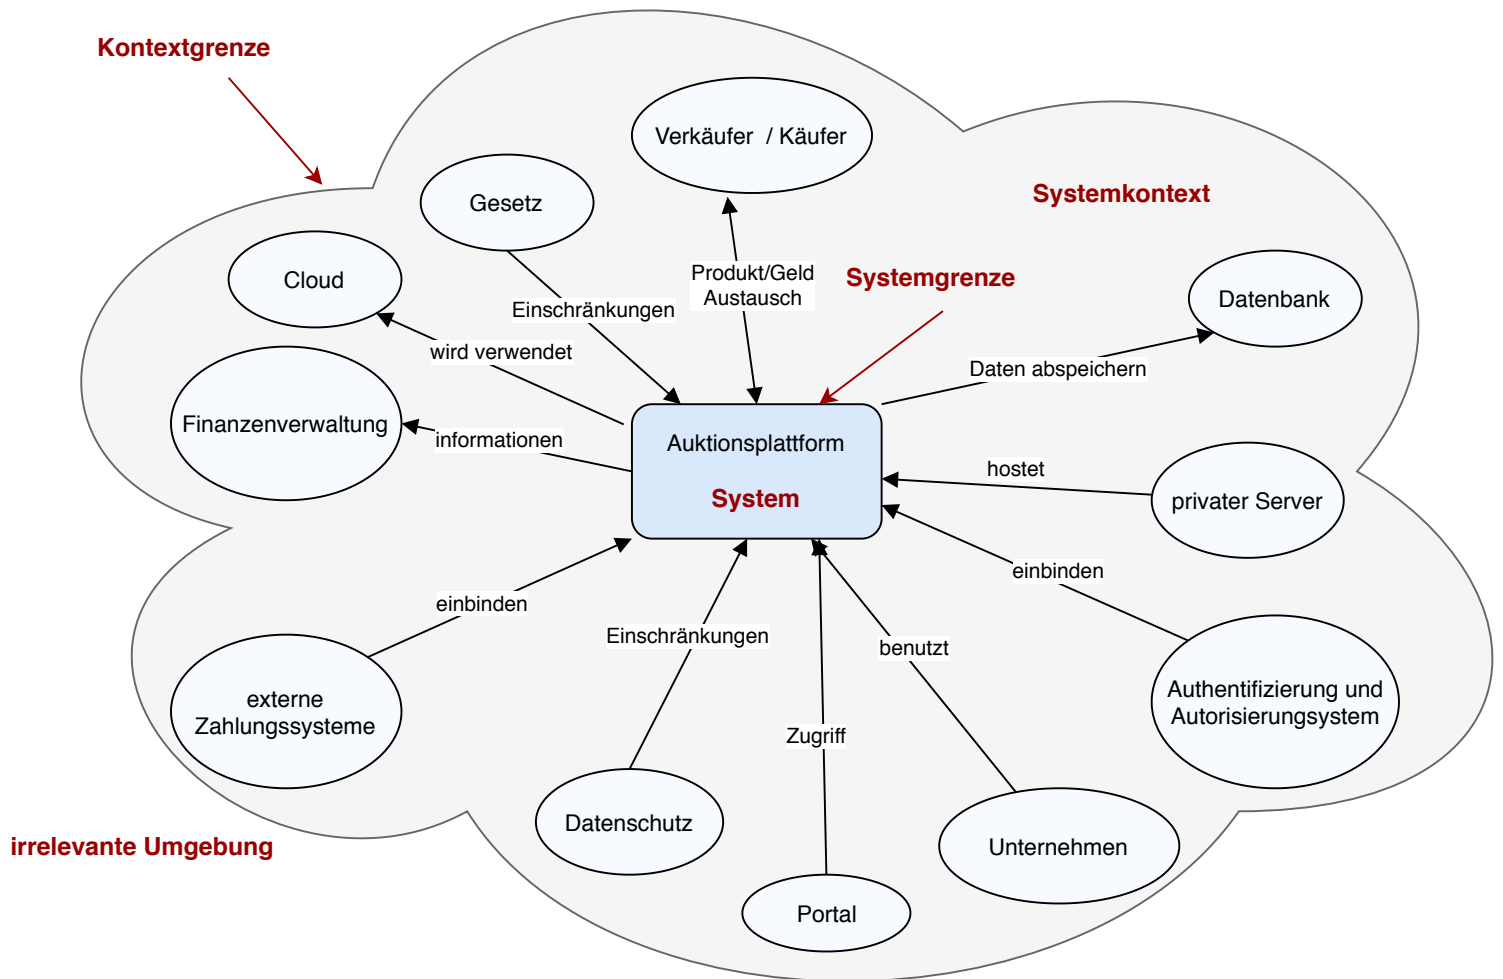 Kontextgrenze
Verkäufer / Käufer
Gesetz
Systemkontext
Cloud
Produkt/Geld
Austausch
Systemgrenze
Datenbank
Einschränkungen
wird verwendet
Daten abspeichern
Finanzenverwaltung
informationen
Auktionsplattform
System
hostet
privater Server
einbinden
einbinden
Einschränkungen
benutzt
externe
Zahlungssysteme
Authentifizierung und
Autorisierungsystem
Zugriff
Datenschutz
irrelevante Umgebung
Unternehmen
Portal